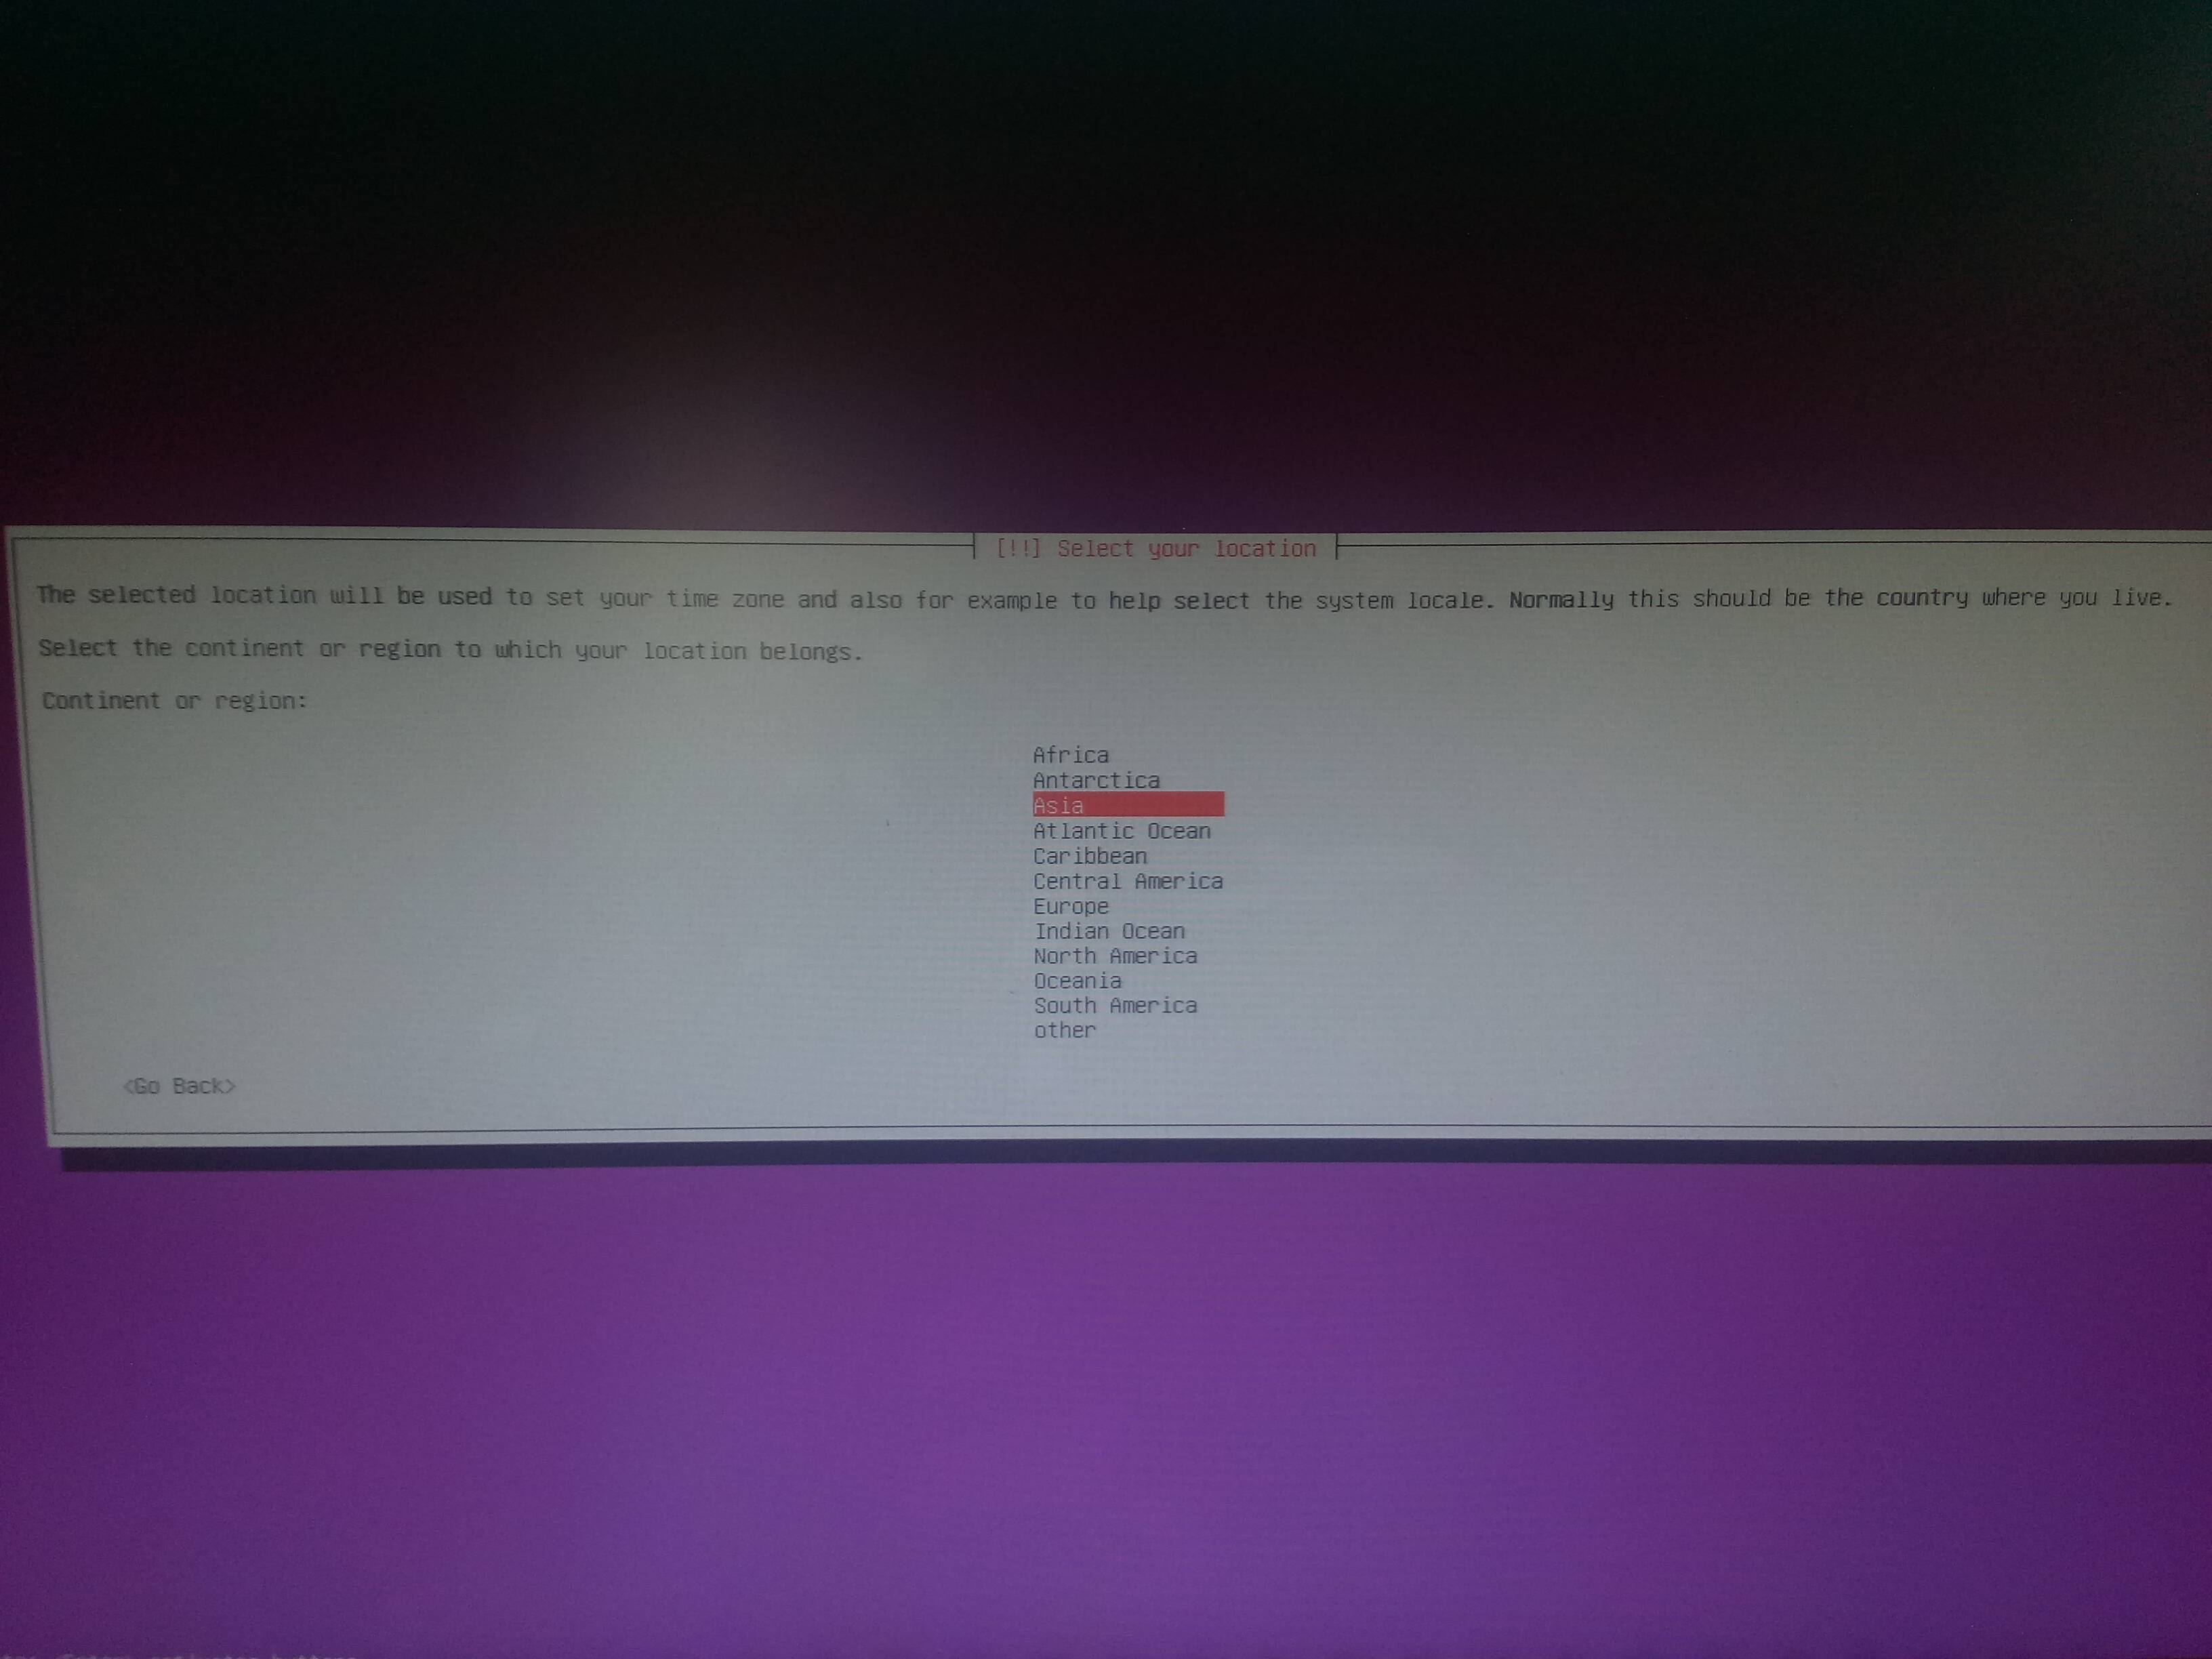 [!!] Select your location
The selected location will be used to set your time zone and also for example to help select the system locale. Normally this should be the country where you live.
Select the continent or region to which your location belongs.
Continent or region:
Africa
Antarctica
Asia
Atlantic Ocean
Caribbean
Central America
Europe
Indian Ocean
North America
Oceania
South America
other
<Go Back>